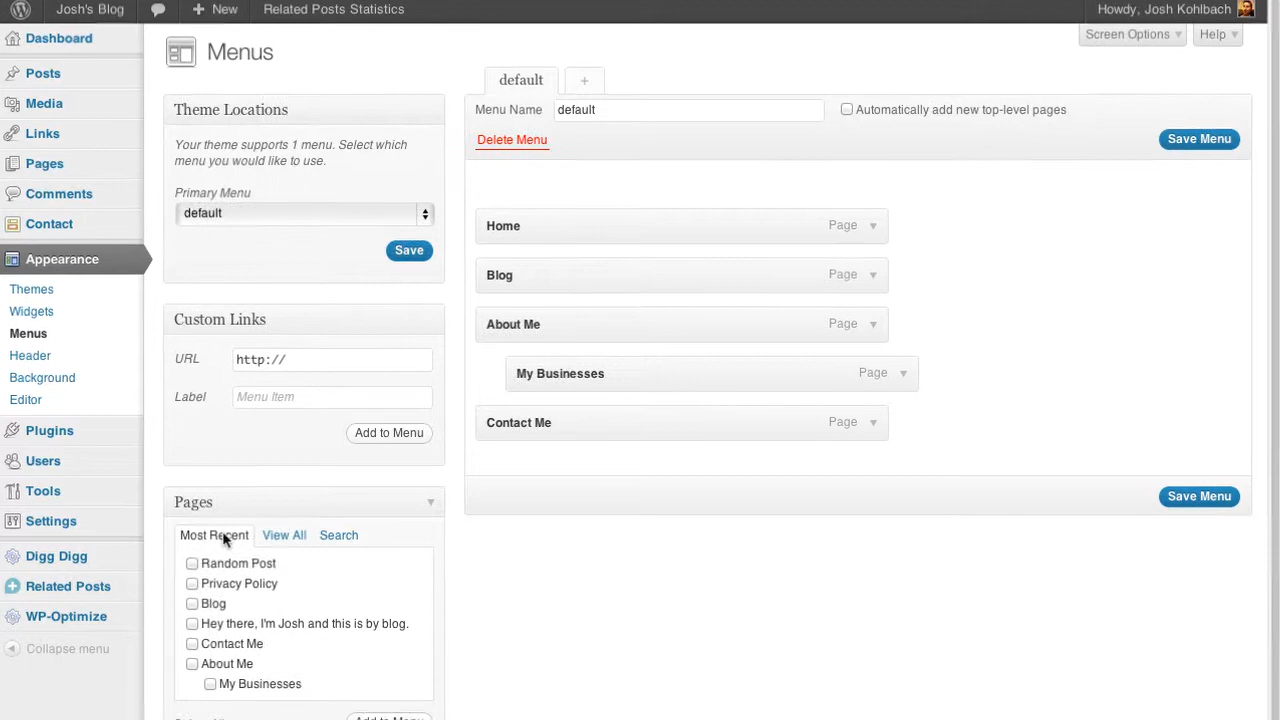 Josh's Blog
New
Related Posts Statistics
Howdy, Josh Kohlbach
Dashboard
Posts
Media
Links
Pages
Comments
Contact
Appearance
Themes
Widgets
Menus
Header
Background
Editor
Plugins
Users
Tools
Settings
Digg Digg
Related Posts
WP-Optimize
Collapse menu
Menus
Screen Options
Help
Theme Locations
Your theme supports 1 menu. Select which
menu you would like to use.
Primary Menu
default
Save
Custom Links
URL http://
Label Menu Item
Add to Menu
Pages
Most Recent View All Search
Random Post
Privacy Policy
Blog
Hey there, I'm Josh and this is by blog.
Contact Me
About Me
My Businesses
Add to Menu
default +
Menu Name default Automatically add new top-level pages
Delete Menu Save Menu
Home Page
Blog Page
About Me Page
My Businesses Page
Contact Me Page
Save Menu